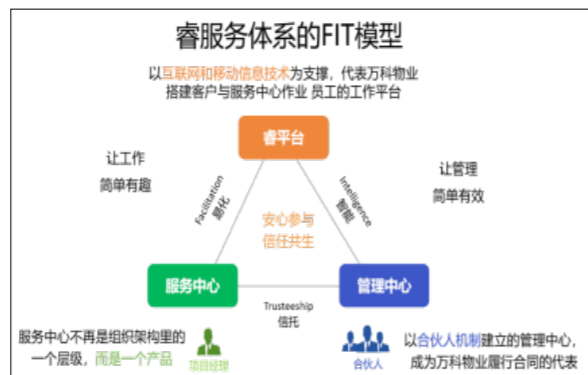 睿服务体系的FIT模型
以互联网和移动信息技术为支撑，代表万科物业
搭建客户与服务中心作业 员工的工作平台
睿平台
让工作
简单有趣
让管理
简单有效
Facilitation
易化
Intelligence
智能
安心参与
信任共生
服务中心
管理中心
Trusteeship
信托
服务中心不再是组织架构里的
一个层级，而是一个产品
项目经理
合伙人
以合伙人机制建立的管理中心，
成为万科物业履行合同的代表